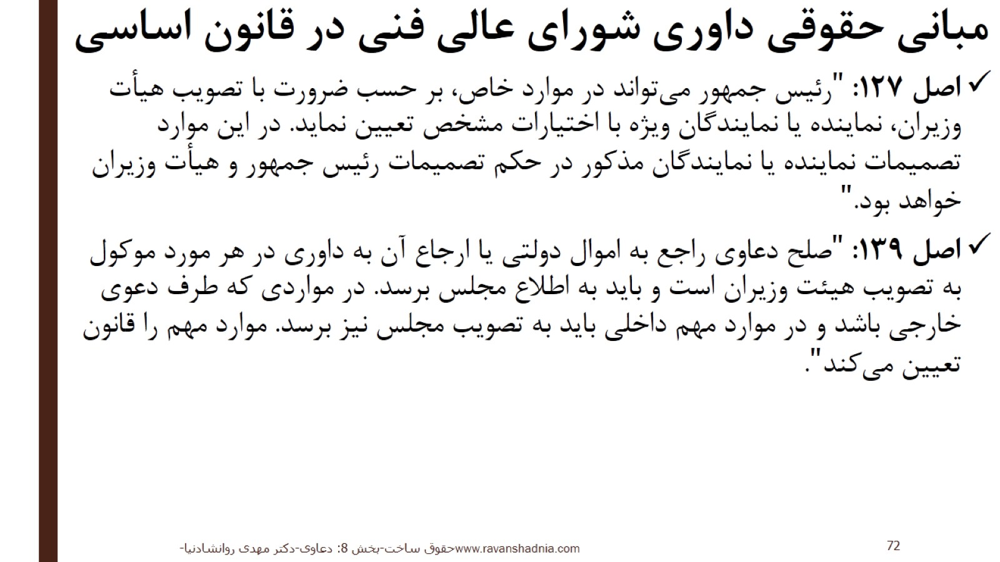 مبانی حقوقی داوری شورای عالی فنی در قانون اساسی
✓ اصل ۱۲۷: "رئیس جمهور می‌تواند در موارد خاص، بر حسب ضرورت با تصویب هیأت
وزیران، نماینده یا نمایندگان ویژه با اختیارات مشخص تعیین نماید. در این موارد
تصمیمات نماینده یا نمایندگان مذکور در حکم تصمیمات رئیس جمهور و هیأت وزیران
خواهد بود."
✓ اصل ۱۳۹: "صلح دعاوی راجع به اموال دولتی یا ارجاع آن به داوری در هر مورد موکول
به تصویب هیئت وزیران است و باید به اطلاع مجلس برسد. در مواردی که طرف دعوی
خارجی باشد و در موارد مهم داخلی باید به تصویب مجلس نیز برسد. موارد مهم را قانون
تعیین می‌کند".
حقوق ساخت-بخش 8: دعاوی-دکتر مهدی روانشادنیا-www.ravanshadnia.com
72